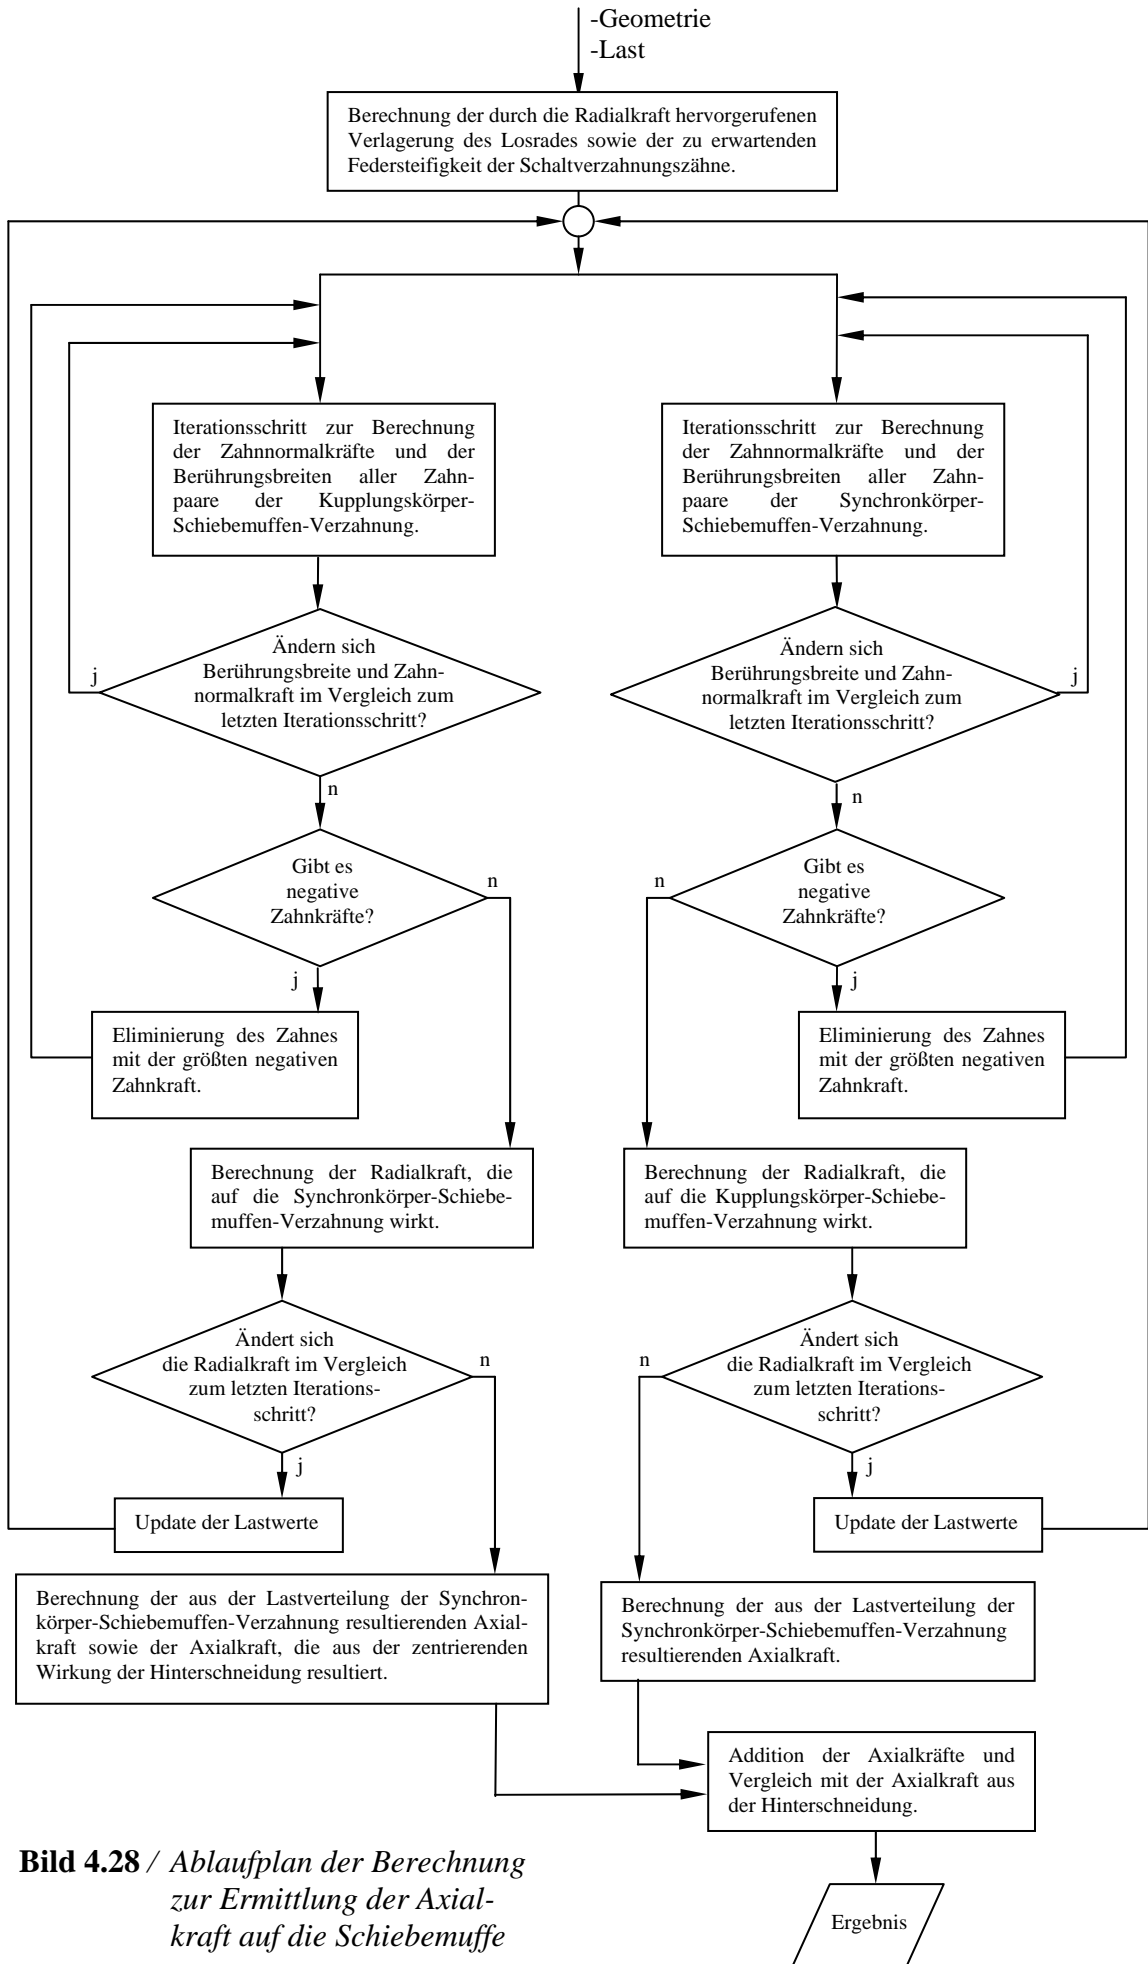 -Geometrie
-Last
Berechnung der durch die Radialkraft hervorgerufenen
Verlagerung des Losrades sowie der zu erwartenden
Federsteifigkeit der Schaltverzahnungszähne.
Iterationsschritt zur Berechnung
der Zahnnormalkräfte und der
Berührungsbreiten aller Zahn-
paare der Kupplungskörper-
Schiebemuffen-Verzahnung.
Iterationsschritt zur Berechnung
der Zahnnormalkräfte und der
Berührungsbreiten aller Zahn-
paare der Synchronkörper-
Schiebemuffen-Verzahnung.
Ändern sich
Berührungsbreite und Zahn-
normalkraft im Vergleich zum
letzten Iterationsschritt?
j
n
Ändern sich
Berührungsbreite und Zahn-
normalkraft im Vergleich zum
letzten Iterationsschritt?
j
n
Gibt es
negative
Zahnkräfte?
n
j
Gibt es
negative
Zahnkräfte?
n
j
Eliminierung des Zahnes
mit der größten negativen
Zahnkraft.
Eliminierung des Zahnes
mit der größten negativen
Zahnkraft.
Berechnung der Radialkraft, die
auf die Synchronkörper-Schiebe-
muffen-Verzahnung wirkt.
Berechnung der Radialkraft, die
auf die Kupplungskörper-Schiebe-
muffen-Verzahnung wirkt.
Ändert sich
die Radialkraft im Vergleich
zum letzten Iterations-
schritt?
n
j
Ändert sich
die Radialkraft im Vergleich
zum letzten Iterations-
schritt?
n
j
Update der Lastwerte
Update der Lastwerte
Berechnung der aus der Lastverteilung der Synchron-
körper-Schiebemuffen-Verzahnung resultierenden Axial-
kraft sowie der Axialkraft, die aus der zentrierenden
Wirkung der Hinterschneidung resultiert.
Berechnung der aus der Lastverteilung der
Synchronkörper-Schiebemuffen-Verzahnung
resultierenden Axialkraft.
Addition der Axialkräfte und
Vergleich mit der Axialkraft aus
der Hinterschneidung.
Bild 4.28 / Ablaufplan der Berechnung
zur Ermittlung der Axial-
kraft auf die Schiebemuffe
Ergebnis